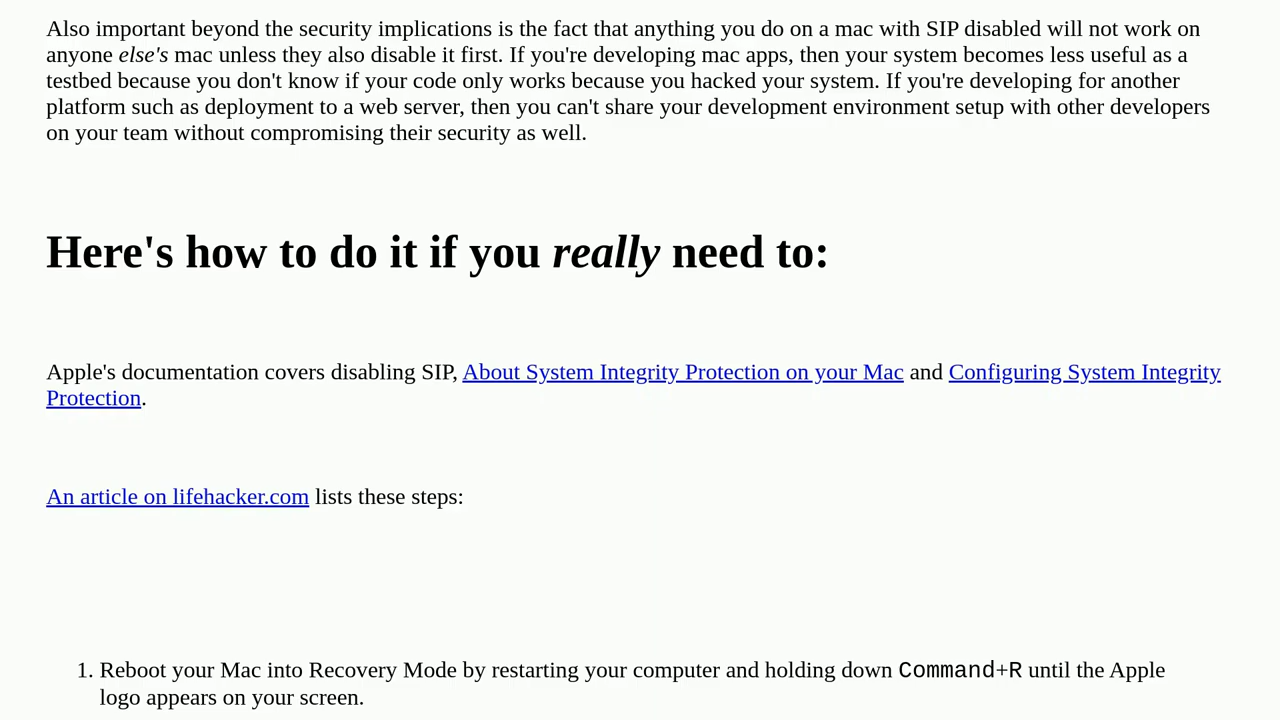 Also important beyond the security implications is the fact that anything you do on a mac with SIP disabled will not work on
anyone else's mac unless they also disable it first. If you're developing mac apps, then your system becomes less useful as a
testbed because you don't know if your code only works because you hacked your system. If you're developing for another
platform such as deployment to a web server, then you can't share your development environment setup with other developers
on your team without compromising their security as well.
Here's how to do it if you really need to:
Apple's documentation covers disabling SIP, About System Integrity Protection on your Mac and Configuring System Integrity
Protection.
An article on lifehacker.com lists these steps:
1. Reboot your Mac into Recovery Mode by restarting your computer and holding down Command+R until the Apple
logo appears on your screen.